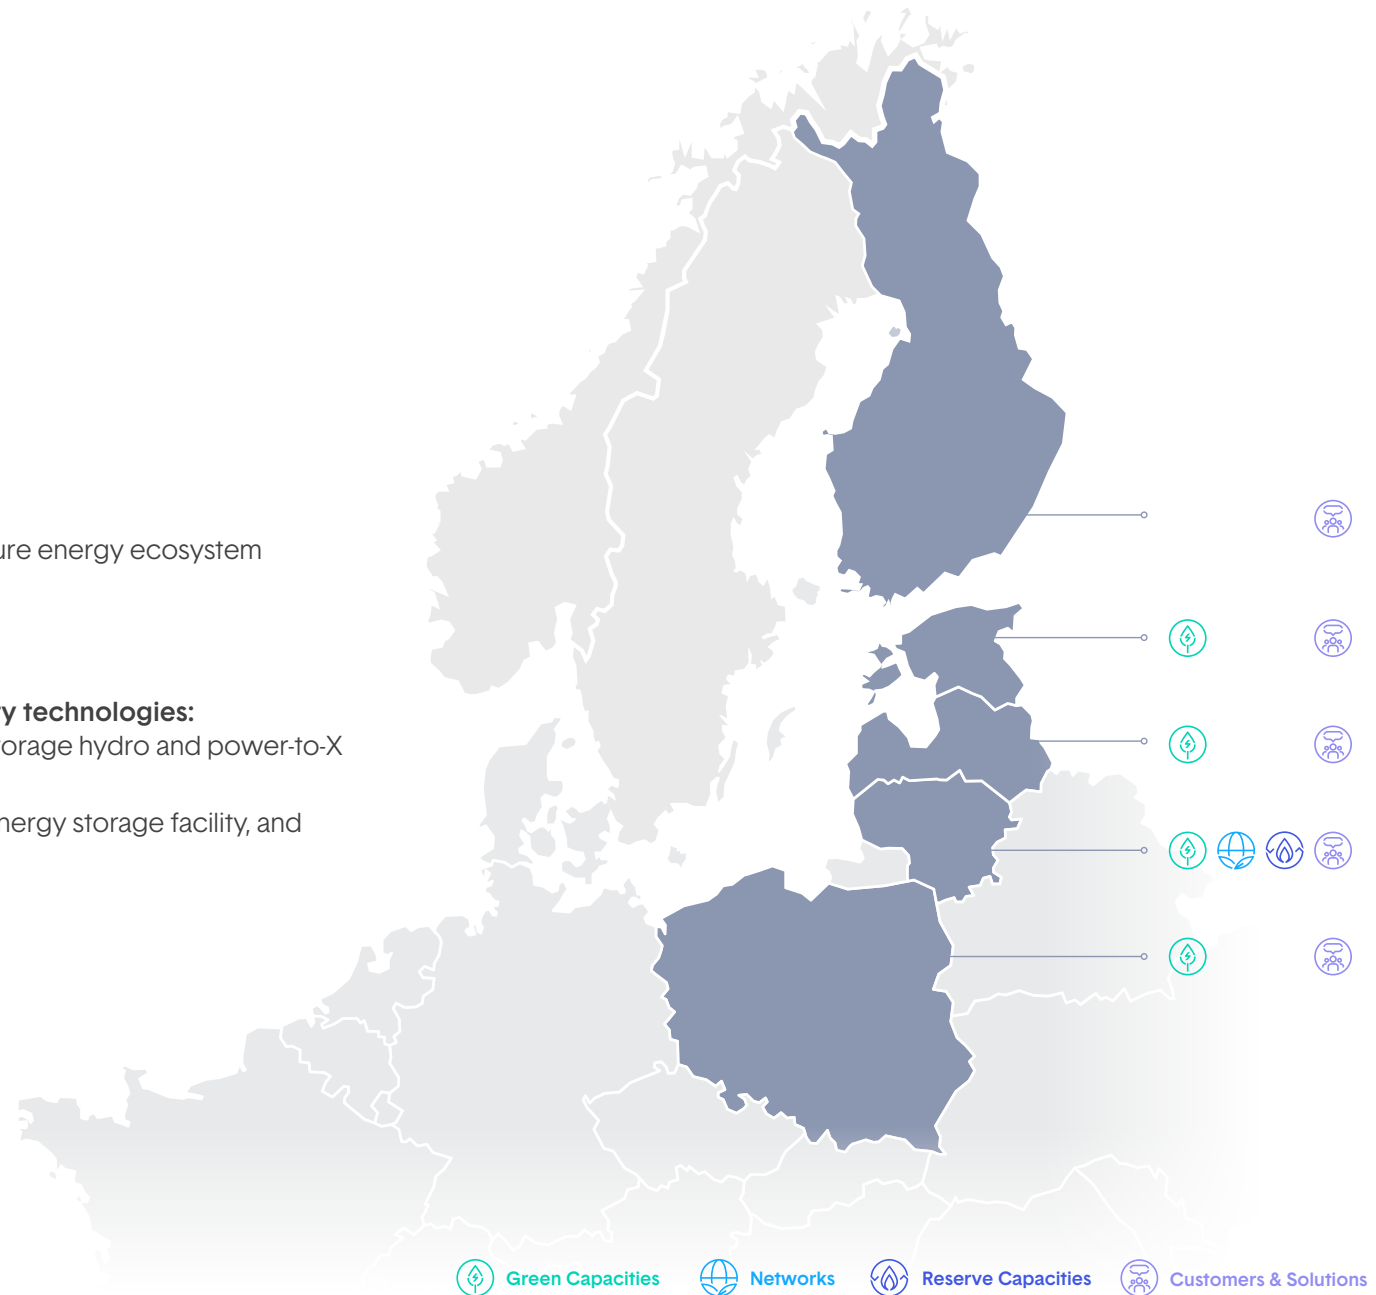 ure energy ecosystem
y technologies:
torage hydro and power-to-X
nergy storage facility, and
Green Capacities
Networks
Reserve Capacities
Customers & Solutions